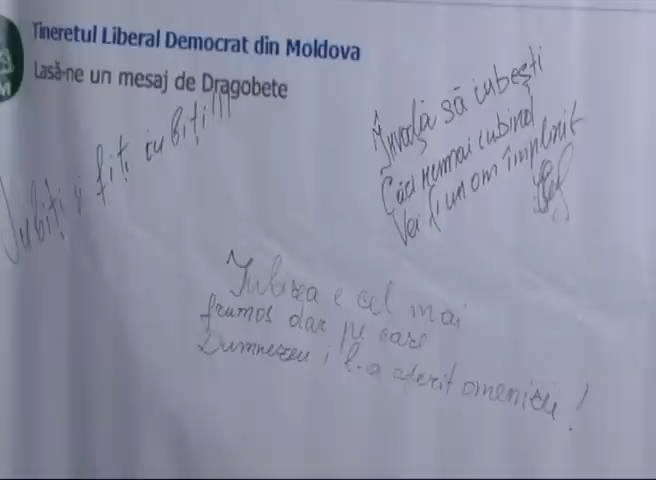 Tineretul Liberal Democrat din Moldova
Lasă-ne un mesaj de Dragobete
Iubiți și fiți iubiți!!!
Învață să iubești
Căci numai iubind
Vei fi un om împlinit
Iubirea e cel mai
frumos dar pe care
Dumnezeu i l-a oferit omenirii!